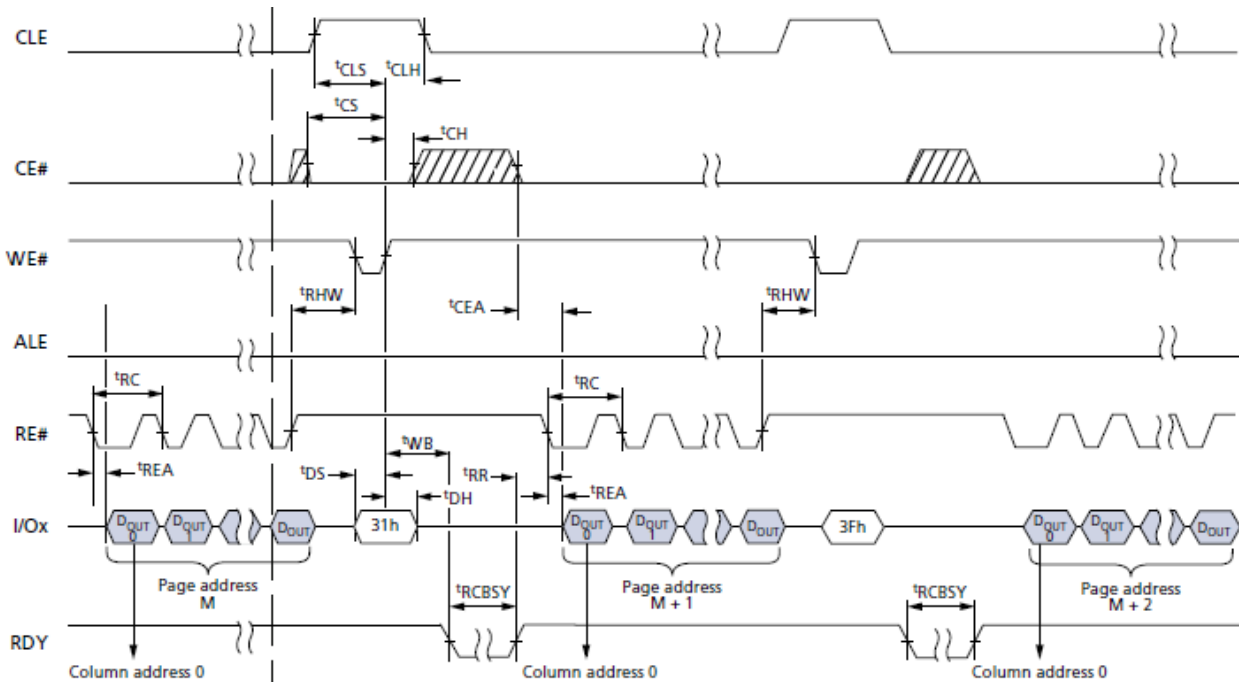 CLE
tCLS tCLH
tCS
tCH
CE#
WE#
tRHW tCEA tRHW
ALE
tRC tRC
RE#
tWB
tREA tDS tRR tDH tREA
I/Ox
DOUT 0 DOUT 1 DOUT 31h DOUT 0 DOUT 1 DOUT 3Fh DOUT 0 DOUT 1 DOUT
Page address M
tRCBSY
Page address M + 1
tRCBSY
Page address M + 2
RDY
Column address 0 Column address 0 Column address 0